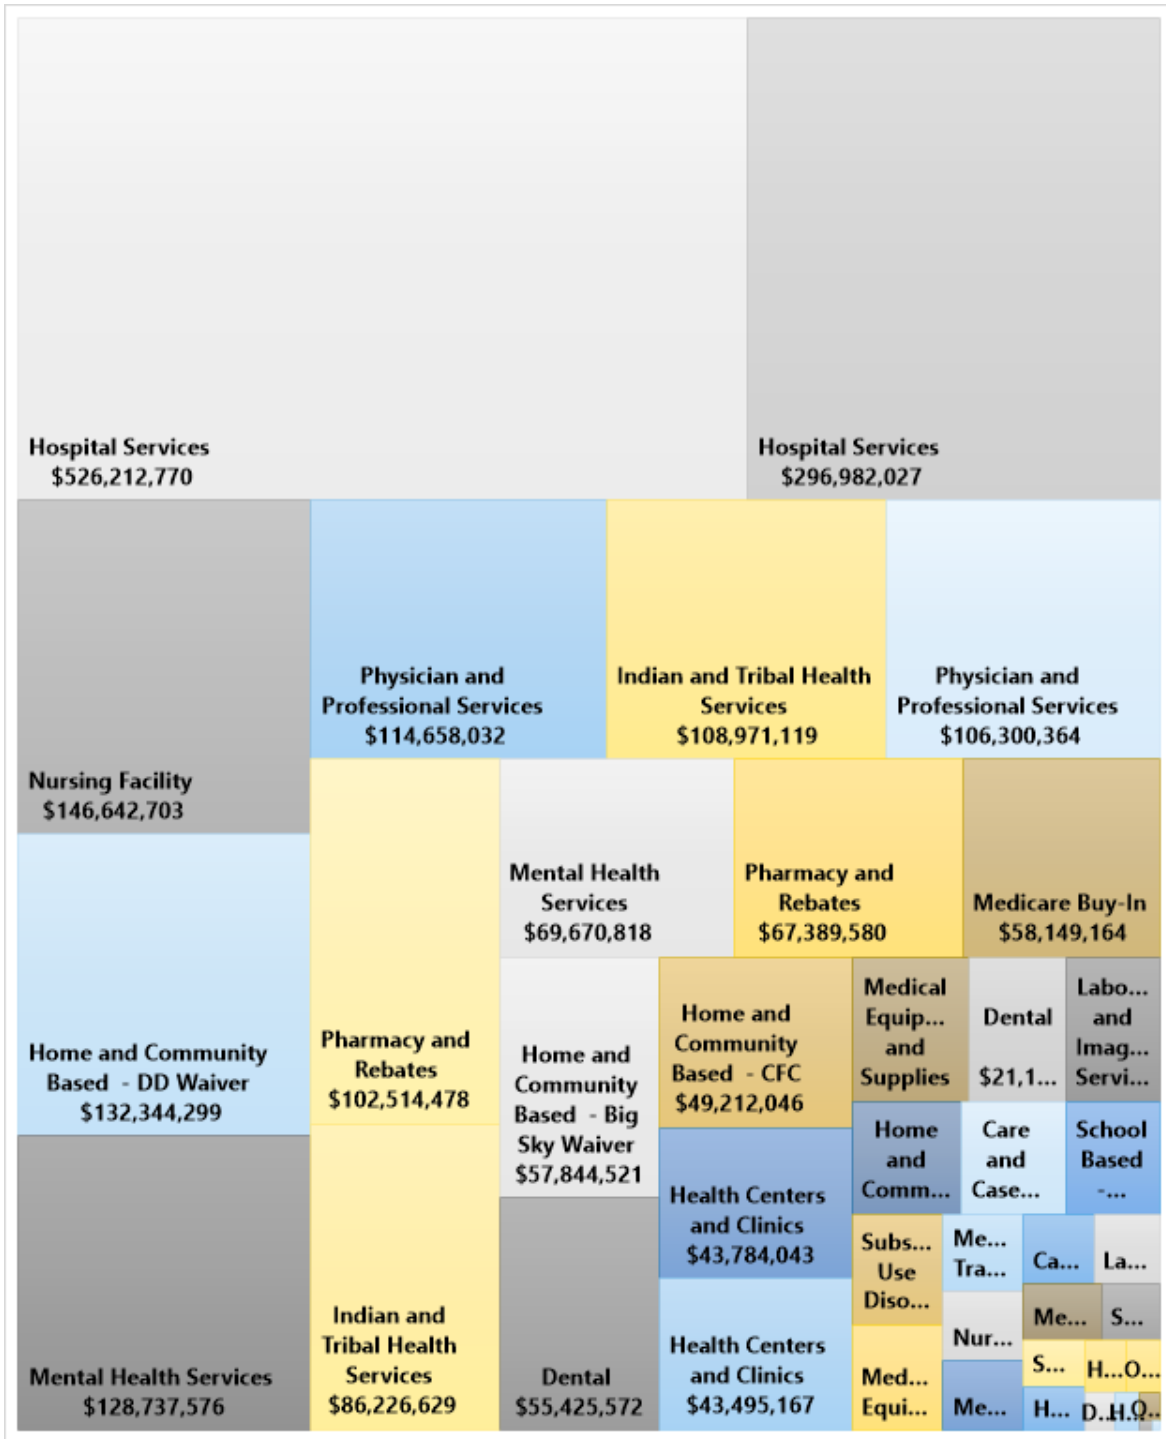 Hospital Services
$526,212,770
Hospital Services
$296,982,027
Nursing Facility
$146,642,703
Physician and
Professional Services
$114,658,032
Indian and Tribal Health
Services
$108,971,119
Physician and
Professional Services
$106,300,364
Home and Community
Based - DD Waiver
$132,344,299
Pharmacy and
Rebates
$102,514,478
Mental Health
Services
$69,670,818
Pharmacy and
Rebates
$67,389,580
Medicare Buy-In
$58,149,164
Mental Health Services
$128,737,576
Indian and
Tribal Health
Services
$86,226,629
Home and
Community
Based - Big
Sky Waiver
$57,844,521
Dental
$55,425,572
Home and
Community
Based - CFC
$49,212,046
Health Centers
and Clinics
$43,784,043
Health Centers
and Clinics
$43,495,167
Medical
Equip...
and
Supplies
Dental
$21,1...
Labo...
and
Imag...
Servi...
Home
and
Comm...
Care
and
Case...
School
Based
-...
Subs...
Use
Diso...
Med...
Equi...
Me...
Tra...
Nur...
Me...
Ca...
La...
Me...
S...
S...
H...
O...
H...
D...
H...
O...